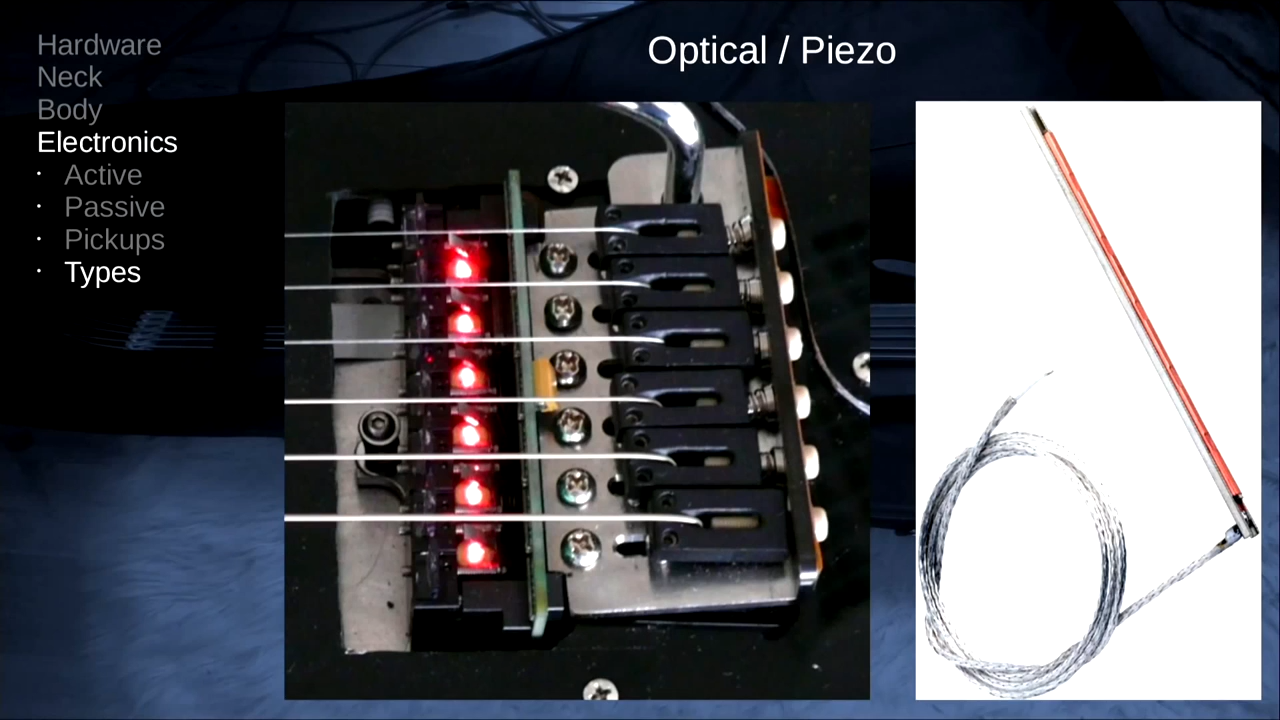 Hardware
Neck
Body
Electronics
· Active
· Passive
· Pickups
· Types
Optical / Piezo